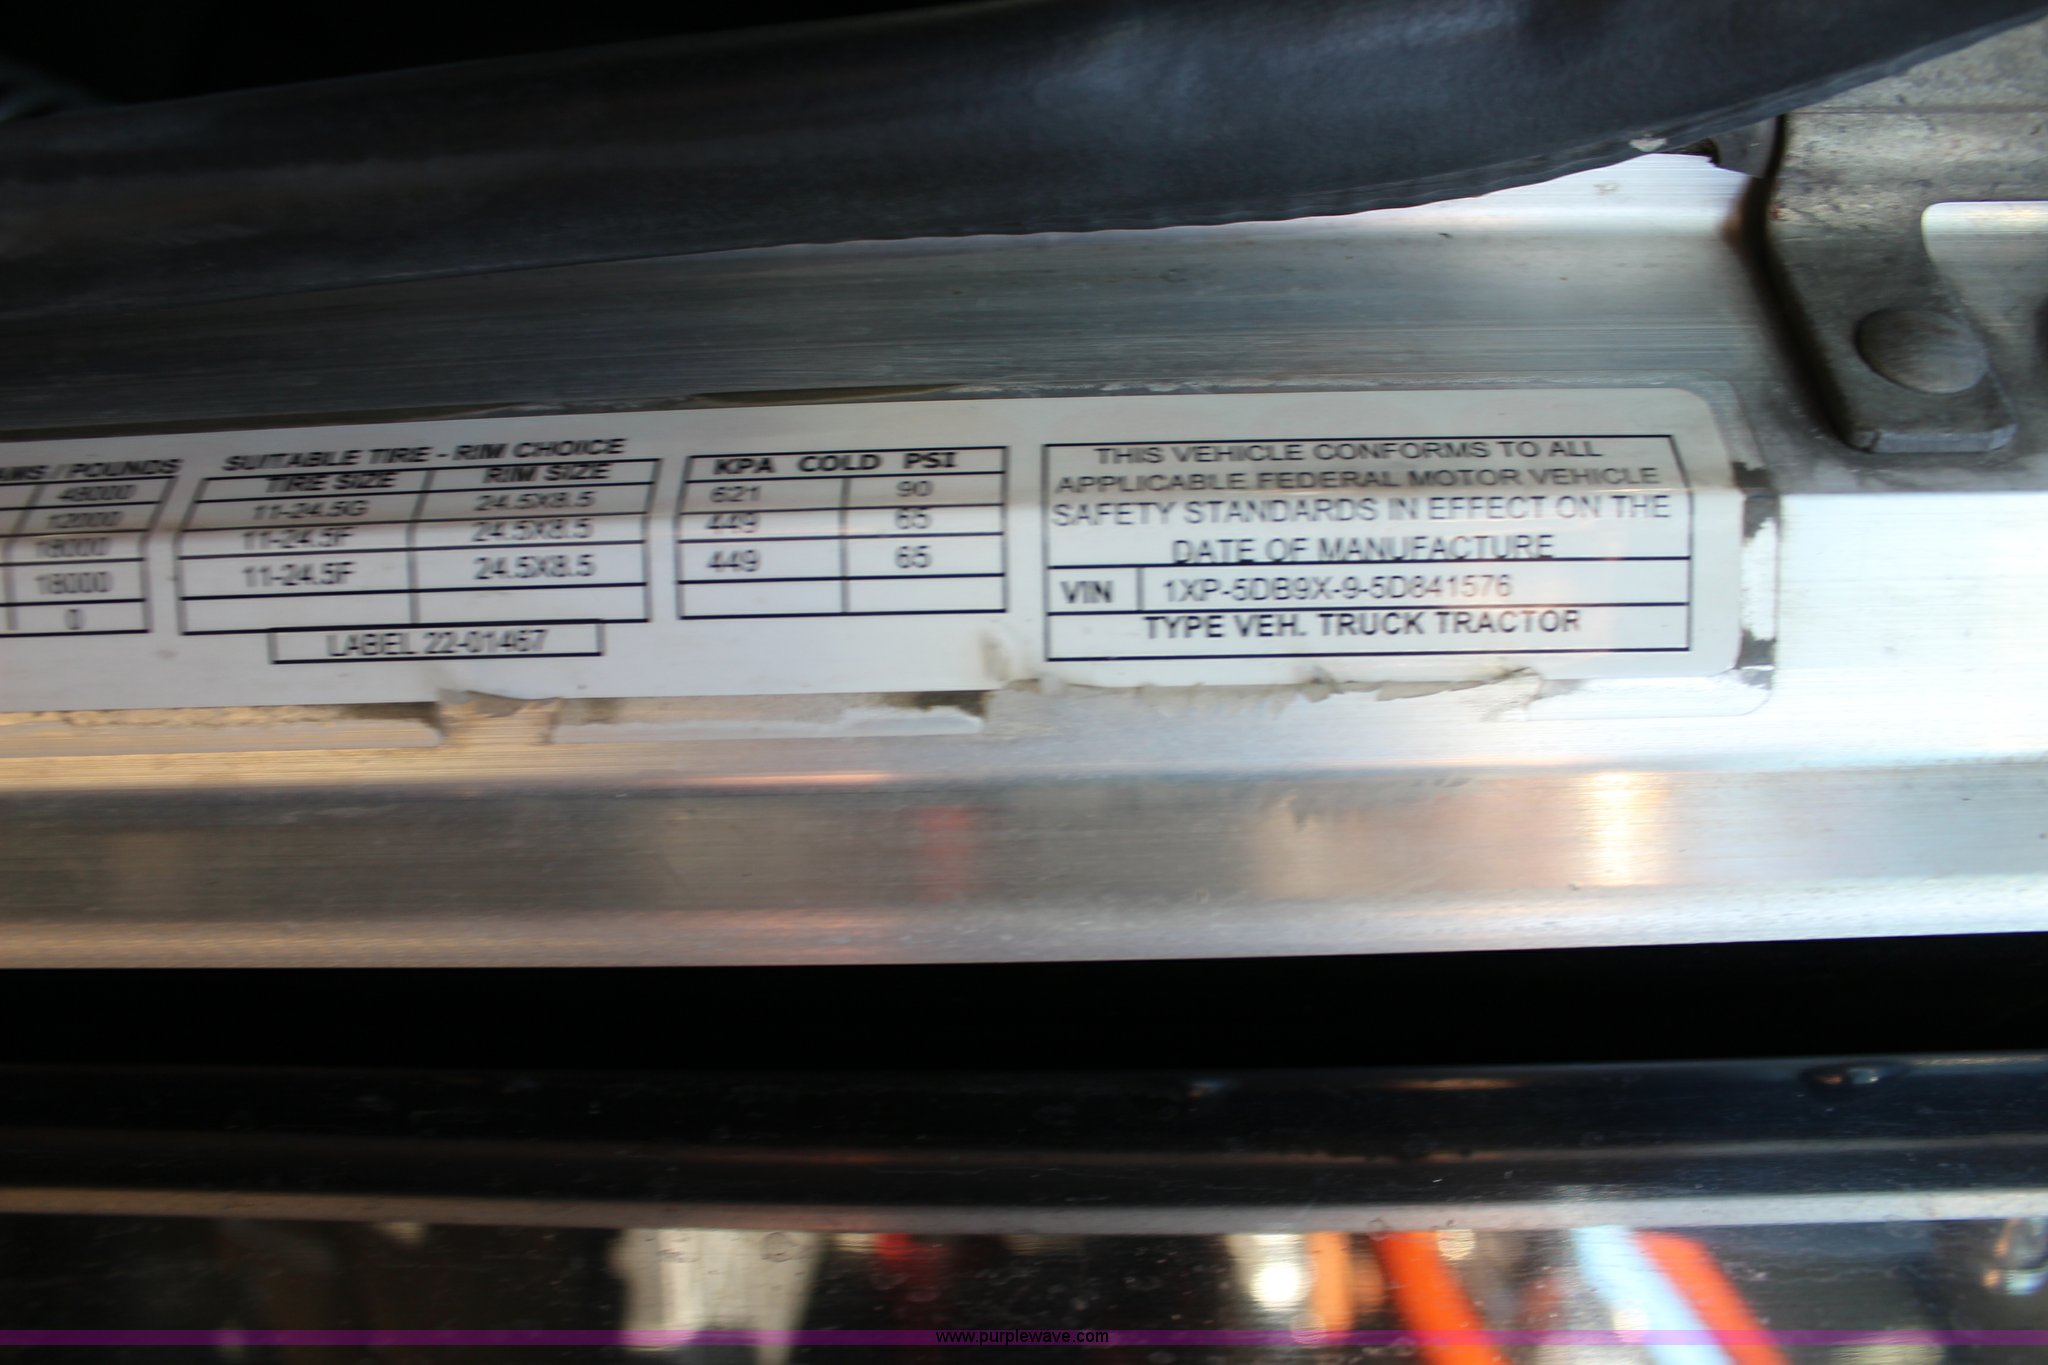 AMS / POUNDS
48000
12000
18000
18000
0
SUITABLE TIRE - RIM CHOICE
TIRE SIZE RIM SIZE
11-24.5G 24.5X8.5
11-24.5F 24.5X8.5
11-24.5F 24.5X8.5
LABEL 22-01467
KPA COLD PSI
621 90
449 65
449 65
THIS VEHICLE CONFORMS TO ALL
APPLICABLE FEDERAL MOTOR VEHICLE
SAFETY STANDARDS IN EFFECT ON THE
DATE OF MANUFACTURE
VIN 1XP-5DB9X-9-5D841576
TYPE VEH. TRUCK TRACTOR
www.purplewave.com